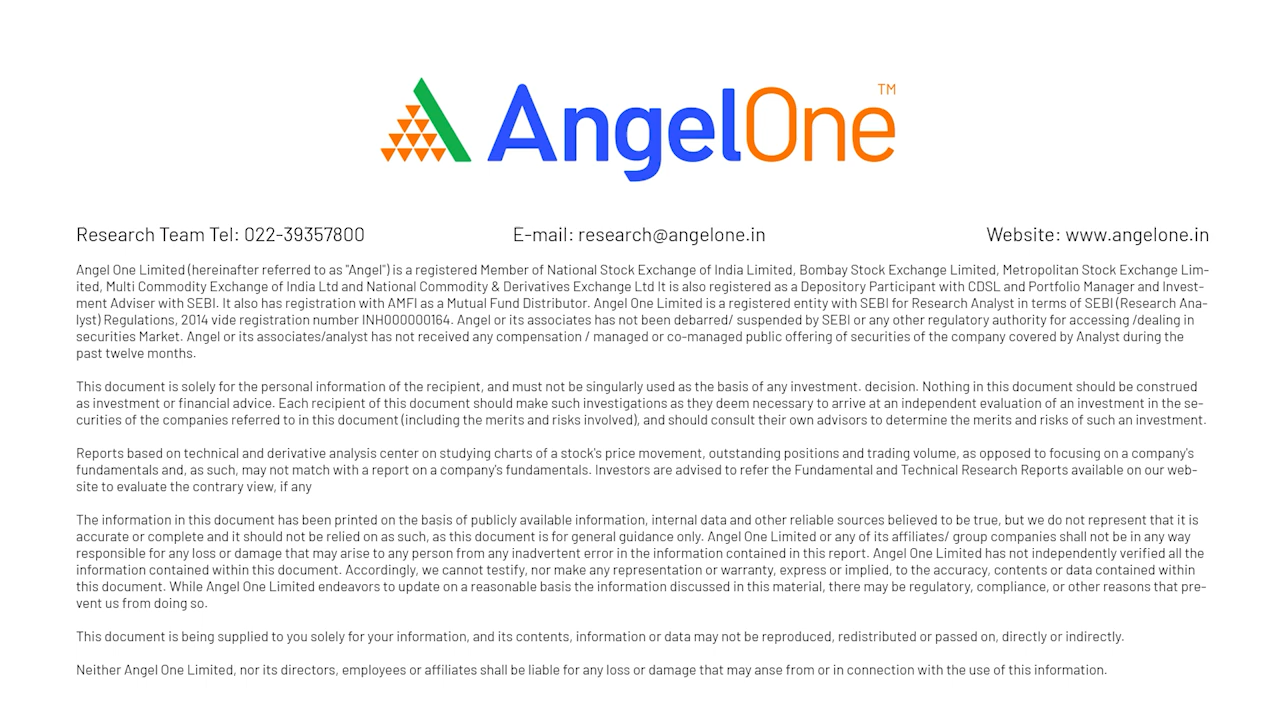 AngelOne TM
Research Team Tel: 022-39357800 E-mail: research@angelone.in Website: www.angelone.in
Angel One Limited (hereinafter referred to as "Angel") is a registered Member of National Stock Exchange of India Limited, Bombay Stock Exchange Limited, Metropolitan Stock Exchange Lim-
ited, Multi Commodity Exchange of India Ltd and National Commodity & Derivatives Exchange Ltd It is also registered as a Depository Participant with CDSL and Portfolio Manager and Invest-
ment Adviser with SEBI. It also has registration with AMFI as a Mutual Fund Distributor. Angel One Limited is a registered entity with SEBI for Research Analyst in terms of SEBI (Research Ana-
lyst) Regulations, 2014 vide registration number INH000000164. Angel or its associates has not been debarred/ suspended by SEBI or any other regulatory authority for accessing /dealing in
securities Market. Angel or its associates/analyst has not received any compensation / managed or co-managed public offering of securities of the company covered by Analyst during the
past twelve months.
This document is solely for the personal information of the recipient, and must not be singularly used as the basis of any investment. decision. Nothing in this document should be construed
as investment or financial advice. Each recipient of this document should make such investigations as they deem necessary to arrive at an independent evaluation of an investment in the se-
curities of the companies referred to in this document (including the merits and risks involved), and should consult their own advisors to determine the merits and risks of such an investment.
Reports based on technical and derivative analysis center on studying charts of a stock's price movement, outstanding positions and trading volume, as opposed to focusing on a company's
fundamentals and, as such, may not match with a report on a company's fundamentals. Investors are advised to refer the Fundamental and Technical Research Reports available on our web-
site to evaluate the contrary view, if any
The information in this document has been printed on the basis of publicly available information, internal data and other reliable sources believed to be true, but we do not represent that it is
accurate or complete and it should not be relied on as such, as this document is for general guidance only. Angel One Limited or any of its affiliates/ group companies shall not be in any way
responsible for any loss or damage that may arise to any person from any inadvertent error in the information contained in this report. Angel One Limited has not independently verified all the
information contained within this document. Accordingly, we cannot testify, nor make any representation or warranty, express or implied, to the accuracy, contents or data contained within
this document. While Angel One Limited endeavors to update on a reasonable basis the information discussed in this material, there may be regulatory, compliance, or other reasons that pre-
vent us from doing so.
This document is being supplied to you solely for your information, and its contents, information or data may not be reproduced, redistributed or passed on, directly or indirectly.
Neither Angel One Limited, nor its directors, employees or affiliates shall be liable for any loss or damage that may anse from or in connection with the use of this information.